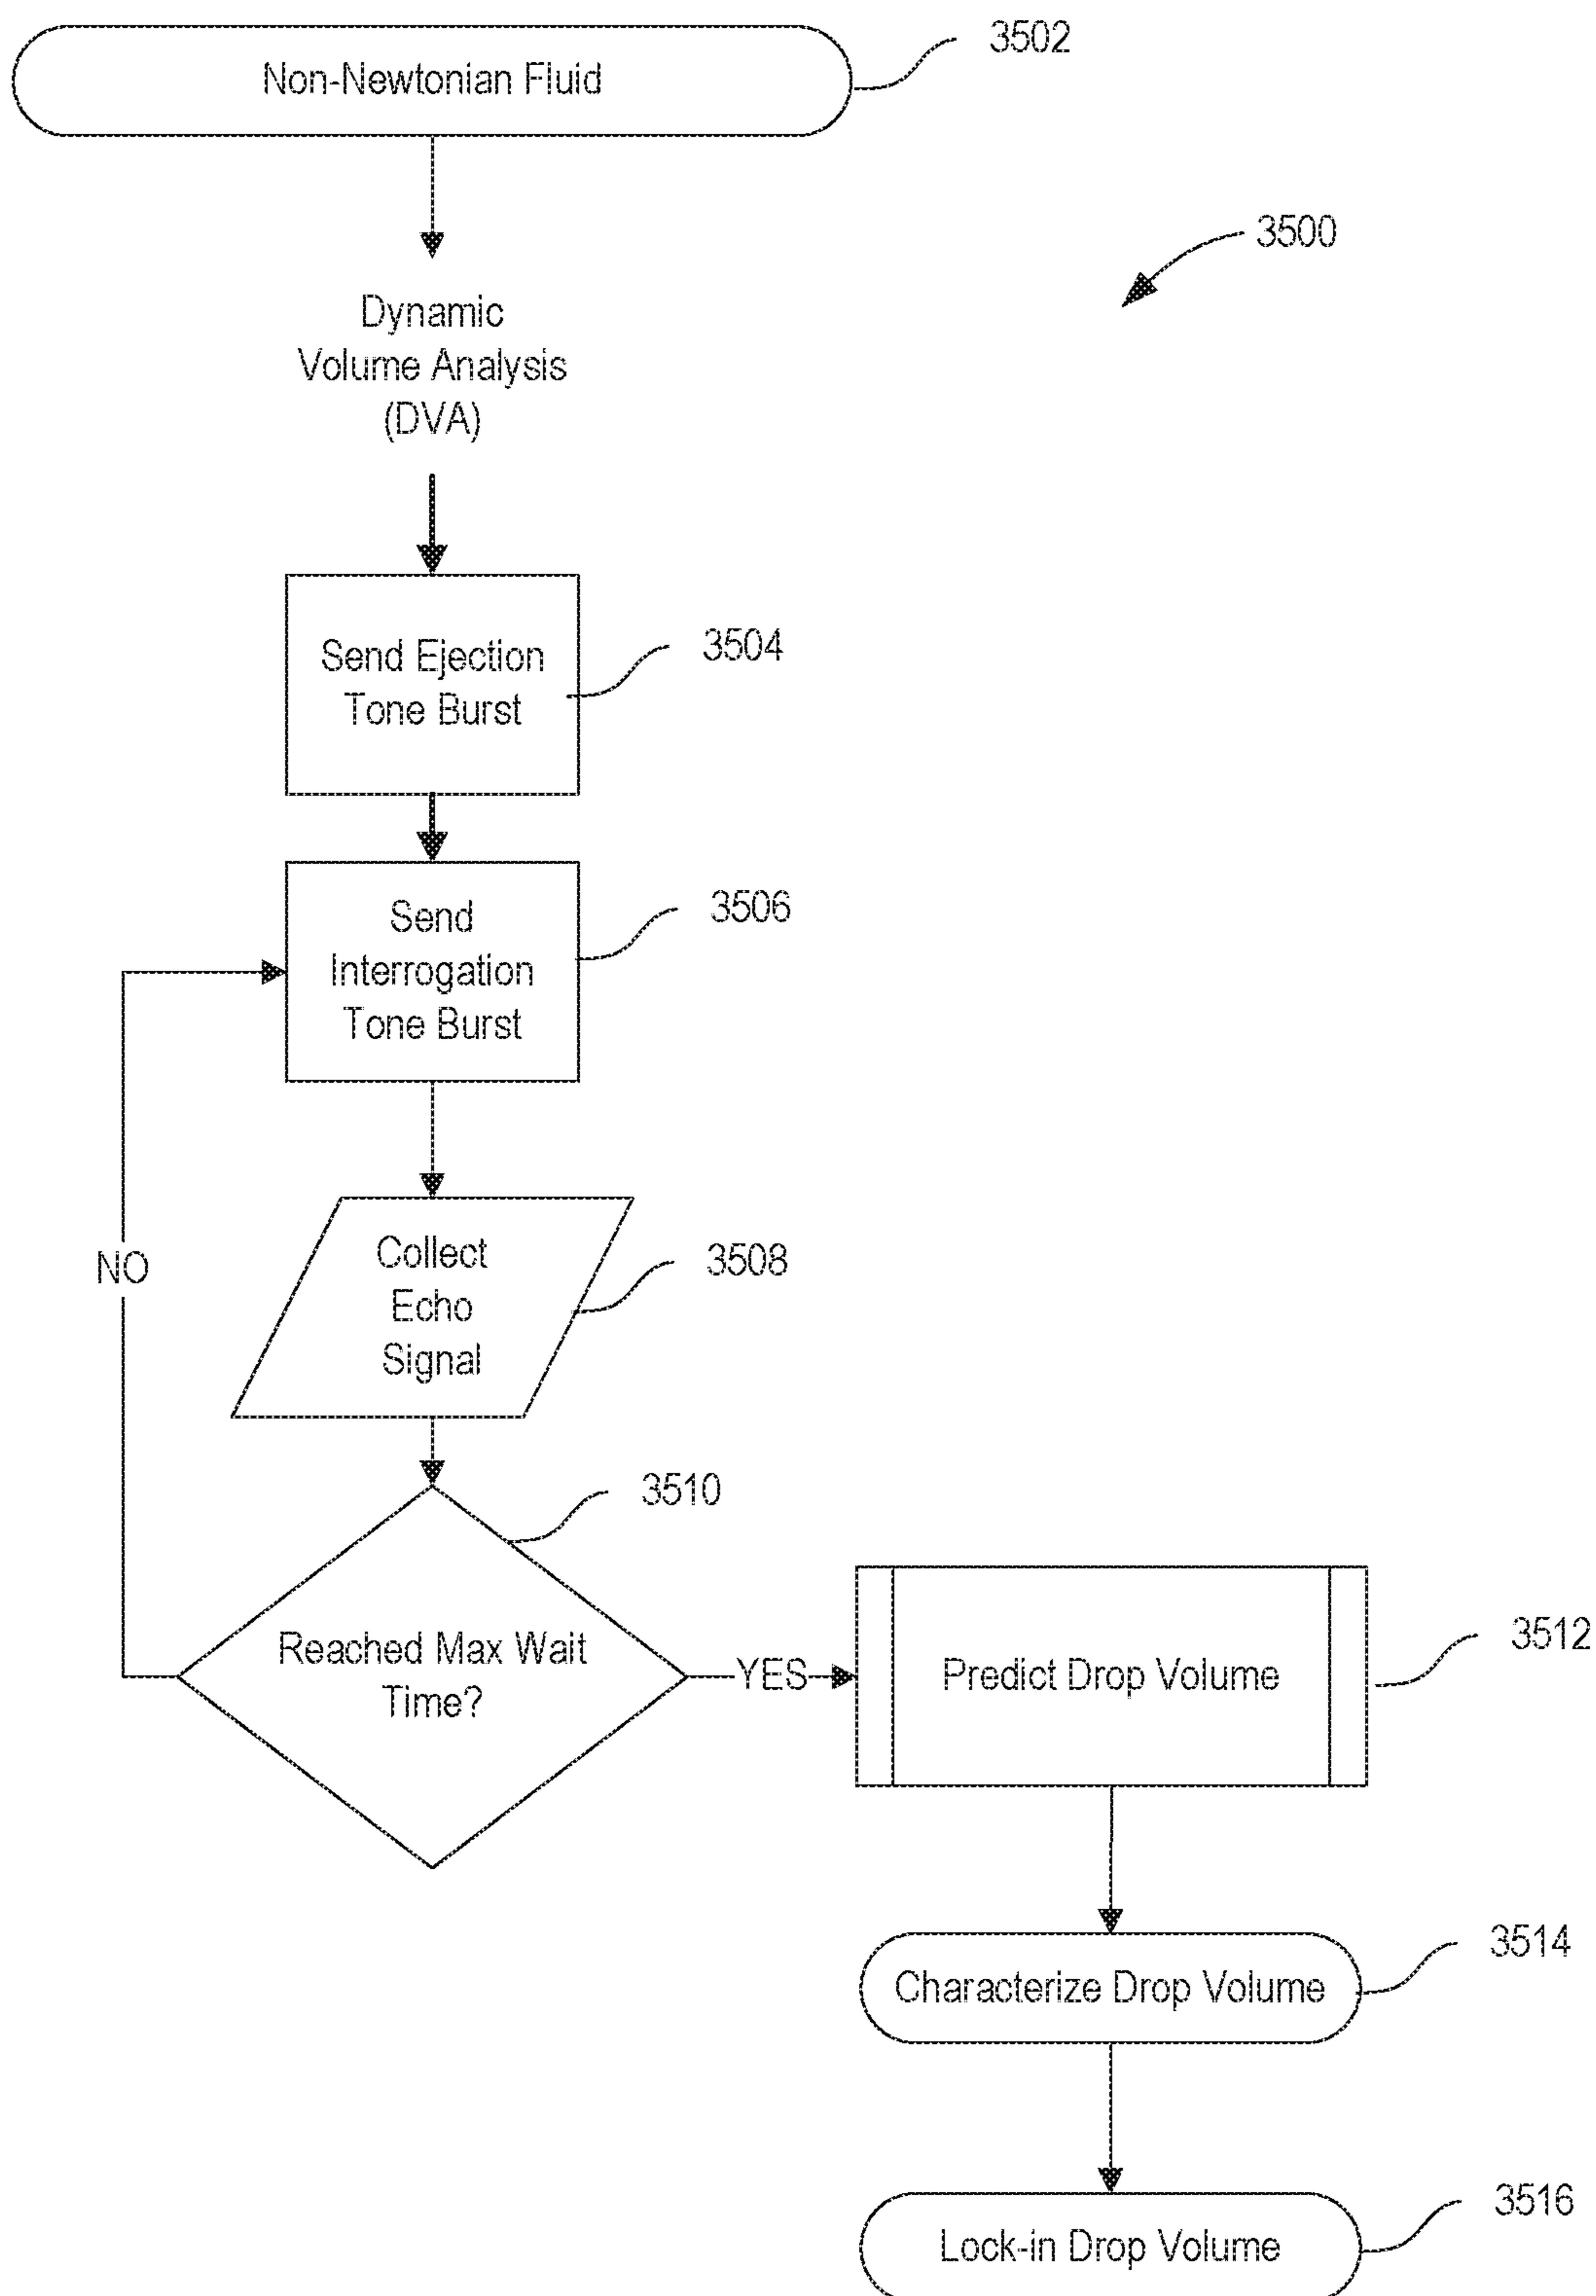 3502
Non-Newtonian Fluid
3500
Dynamic
Volume Analysis
(DVA)
Send Ejection
Tone Burst
3504
Send
Interrogation
Tone Burst
3506
NO
Collect
Echo
Signal
3508
3510
Reached Max Wait
Time?
YES
Predict Drop Volume
3512
Characterize Drop Volume
3514
Lock-in Drop Volume
3516